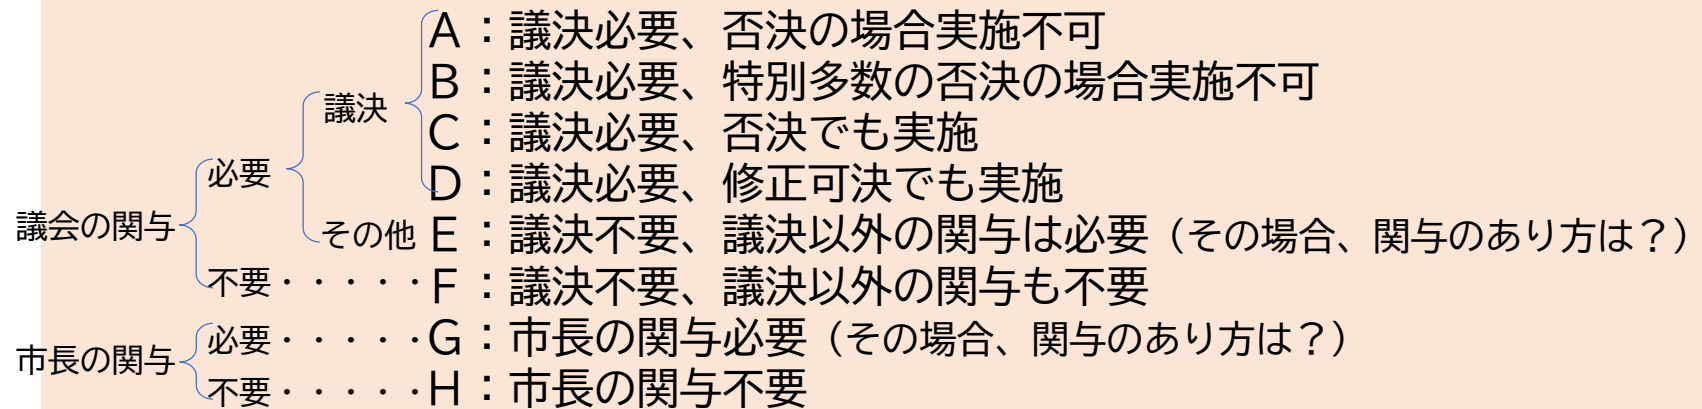 A：議決必要、否決の場合実施不可
B：議決必要、特別多数の否決の場合実施不可
議決
C：議決必要、否決でも実施
必要
D：議決必要、修正可決でも実施
議会の関与
その他 E：議決不要、議決以外の関与は必要（その場合、関与のあり方は？）
不要・・・・・F：議決不要、議決以外の関与も不要
必要・・・・・G：市長の関与必要（その場合、関与のあり方は？）
市長の関与
不要・・・・・H：市長の関与不要